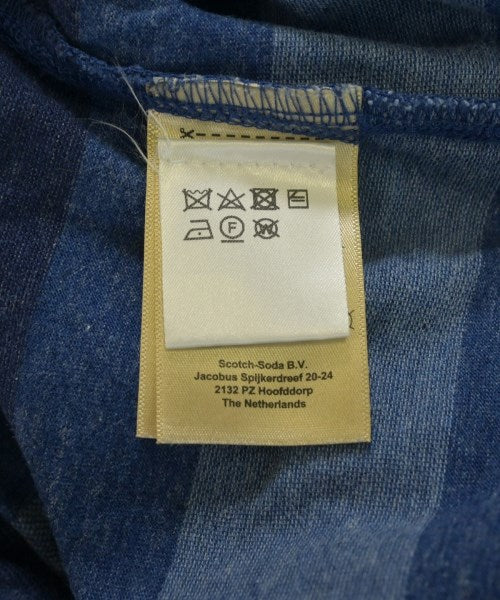 F W
Scotch-Soda B.V.
Jacobus Spijkerdreef 20-24
2132 PZ Hoofddorp
The Netherlands